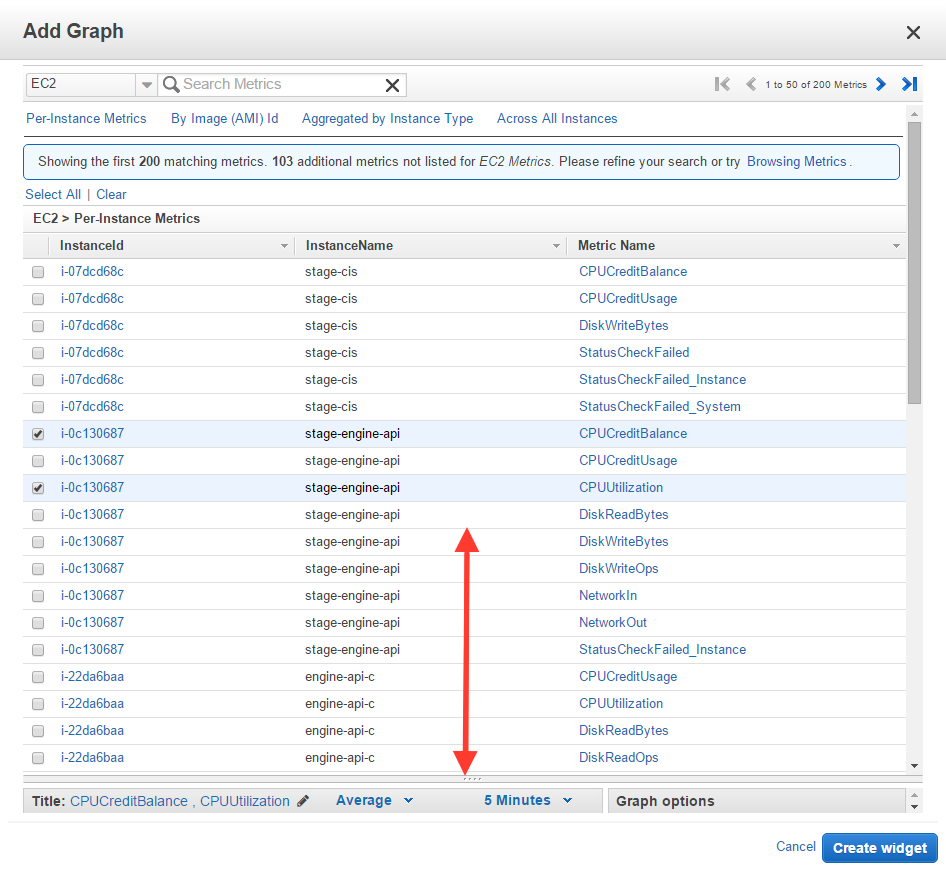 Add Graph
EC2 Search Metrics 1 to 50 of 200 Metrics
Per-Instance Metrics By Image (AMI) Id Aggregated by Instance Type Across All Instances
Showing the first 200 matching metrics. 103 additional metrics not listed for EC2 Metrics. Please refine your search or try Browsing Metrics.
Select All | Clear
EC2 > Per-Instance Metrics
InstanceId InstanceName Metric Name
i-07dcd68c stage-cis CPUCreditBalance
i-07dcd68c stage-cis CPUCreditUsage
i-07dcd68c stage-cis DiskWriteBytes
i-07dcd68c stage-cis StatusCheckFailed
i-07dcd68c stage-cis StatusCheckFailed_Instance
i-07dcd68c stage-cis StatusCheckFailed_System
i-0c130687 stage-engine-api CPUCreditBalance
i-0c130687 stage-engine-api CPUCreditUsage
i-0c130687 stage-engine-api CPUUtilization
i-0c130687 stage-engine-api DiskReadBytes
i-0c130687 stage-engine-api DiskWriteBytes
i-0c130687 stage-engine-api DiskWriteOps
i-0c130687 stage-engine-api NetworkIn
i-0c130687 stage-engine-api NetworkOut
i-0c130687 stage-engine-api StatusCheckFailed_Instance
i-22da6baa engine-api-c CPUCreditUsage
i-22da6baa engine-api-c CPUUtilization
i-22da6baa engine-api-c DiskReadBytes
i-22da6baa engine-api-c DiskReadOps
Title: CPUCreditBalance , CPUUtilization Average 5 Minutes Graph options
Cancel Create widget